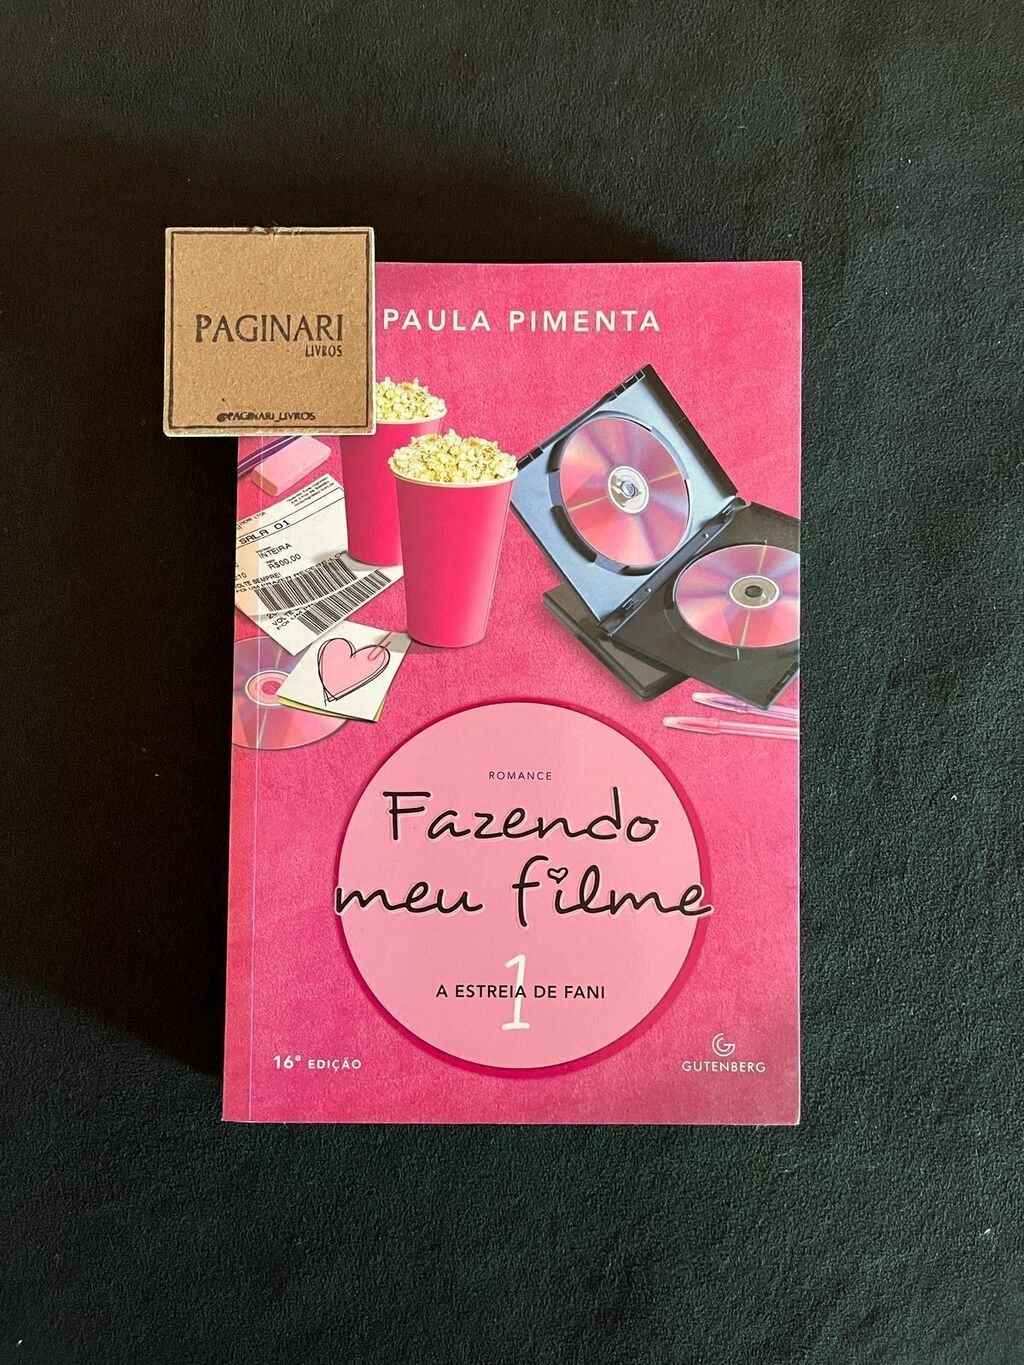 PAGINARI
LIVROS
@PAGINARI_LIVROS
PAULA PIMENTA
SALA 01
INTEIRA
R$00,00
ROMANCE
Fazendo
meu filme
1
A ESTREIA DE FANI
16ª EDIÇÃO
GUTENBERG